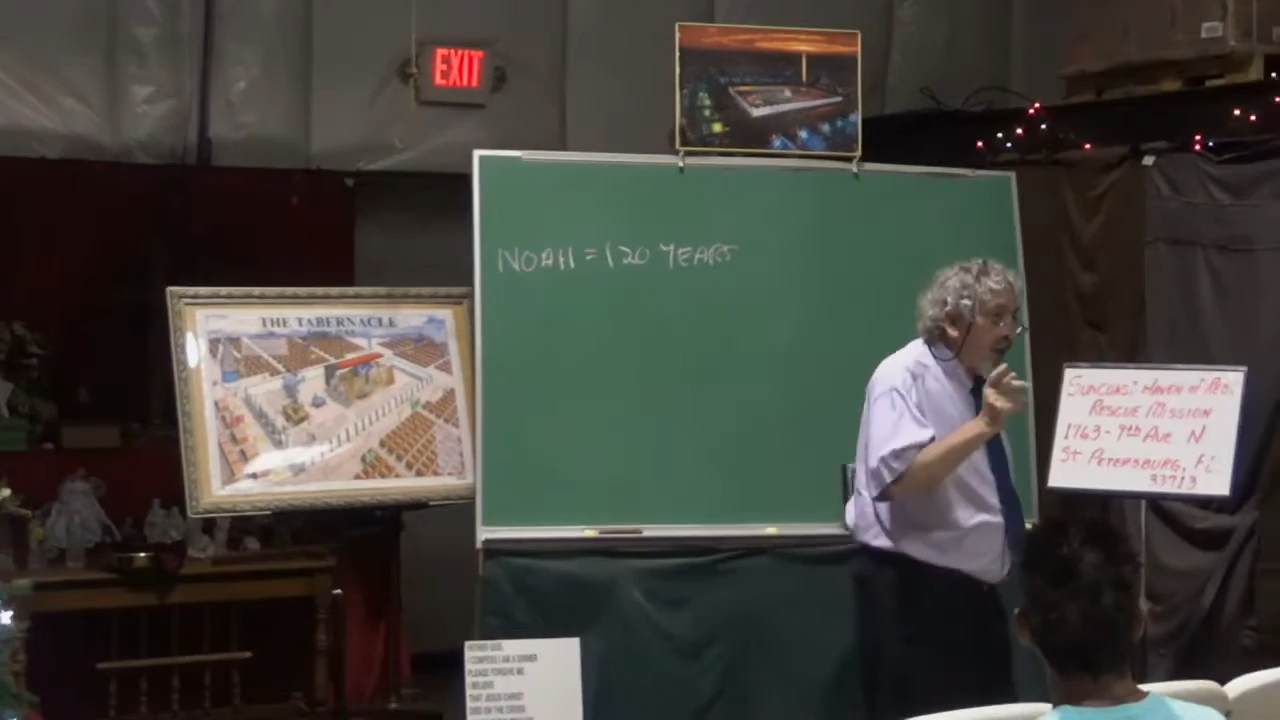 EXIT
NOAH = 120 YEARS
THE TABERNACLE
SUNCOAST HAVEN of REST
RESCUE MISSION
1763 - 9th AVE N
ST PETERSBURG, FL
33713
FATHER GOD,
I CONFESS I AM A SINNER
PLEASE FORGIVE ME
I BELIEVE
THAT JESUS CHRIST
DIED ON THE CROSS